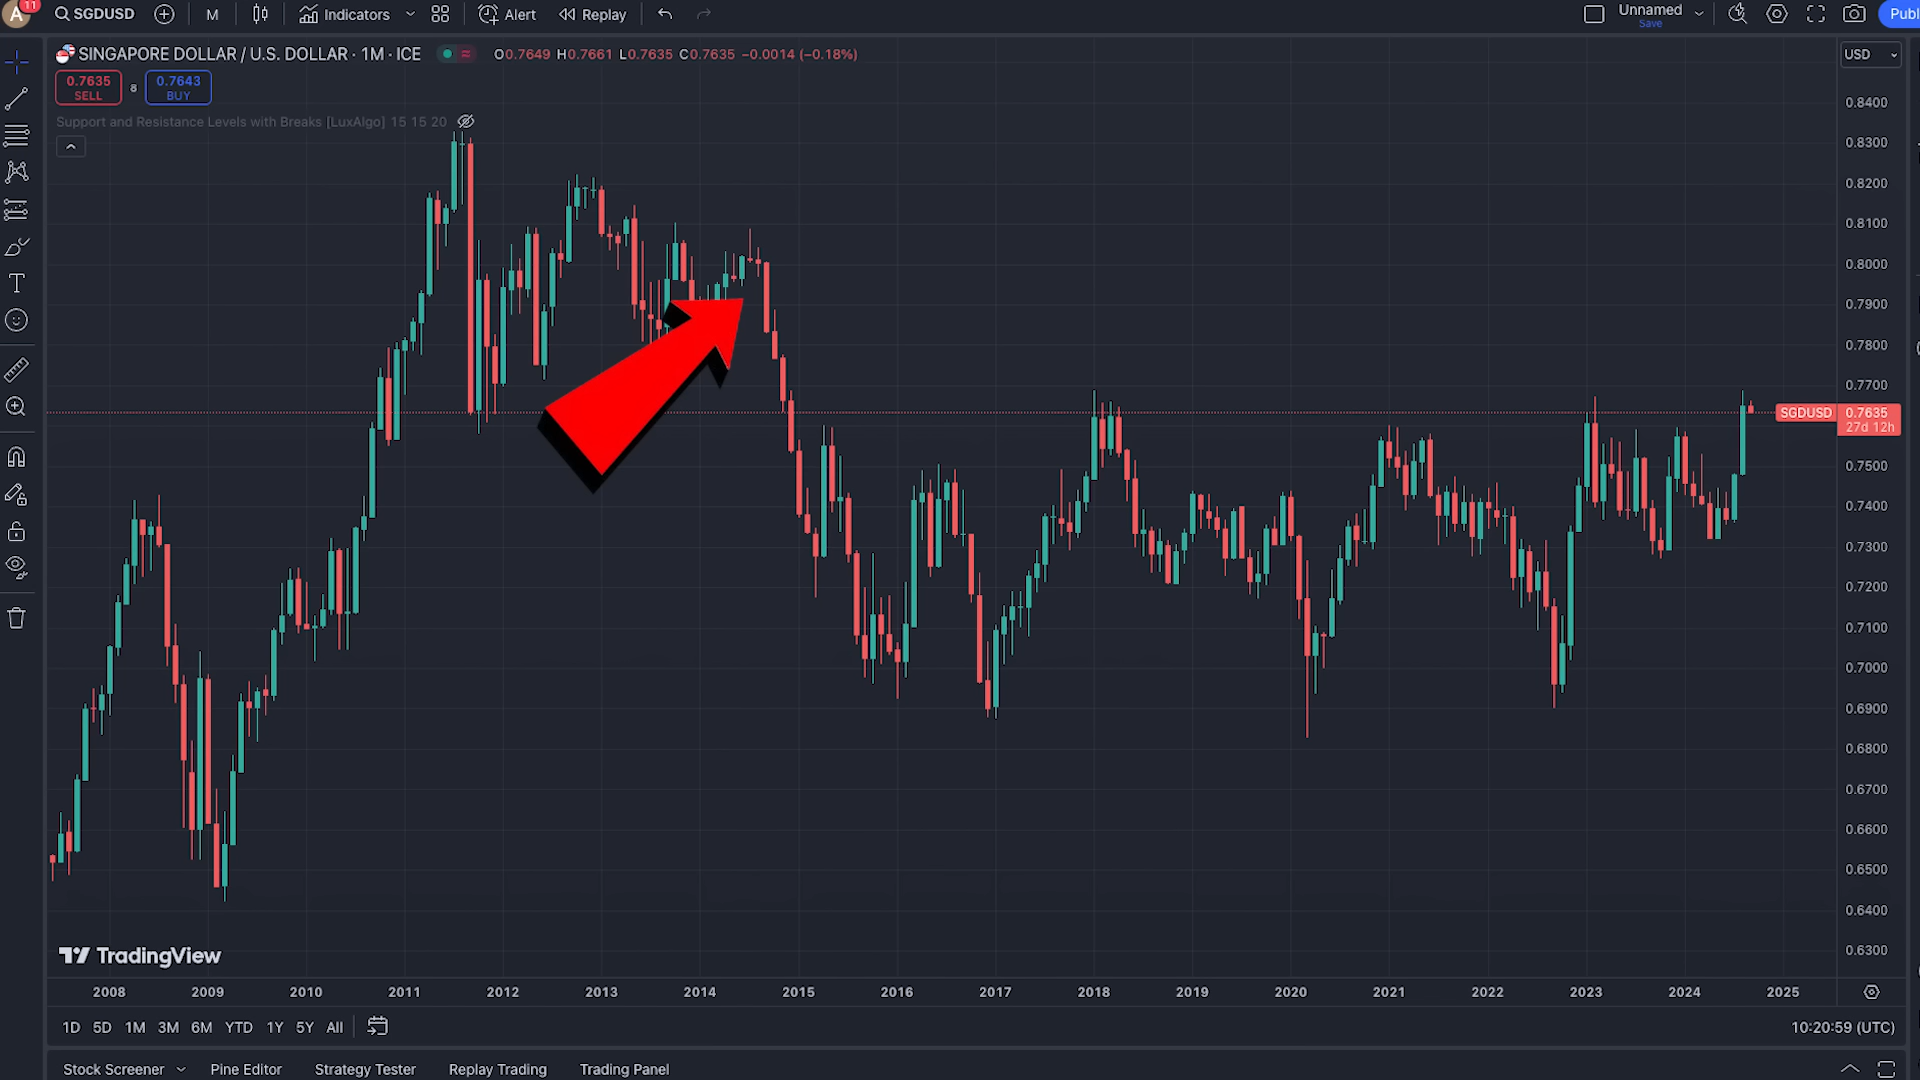 A 11 SGDUSD M Indicators Alert Replay Unnamed Save Publ
SINGAPORE DOLLAR / U.S. DOLLAR · 1M · ICE O0.7649 H0.7661 L0.7635 C0.7635 −0.0014 (−0.18%) USD
0.7635 SELL 8 0.7643 BUY
Support and Resistance Levels with Breaks [LuxAlgo] 15 15 20
0.8400
0.8300
0.8200
0.8100
0.8000
0.7900
0.7800
0.7700
SGDUSD 0.7635
27d 12h
0.7500
0.7400
0.7300
0.7200
0.7100
0.7000
0.6900
0.6800
0.6700
0.6600
0.6500
0.6400
0.6300
TradingView
2008 2009 2010 2011 2012 2013 2014 2015 2016 2017 2018 2019 2020 2021 2022 2023 2024 2025
1D 5D 1M 3M 6M YTD 1Y 5Y All 10:20:59 (UTC)
Stock Screener Pine Editor Strategy Tester Replay Trading Trading Panel